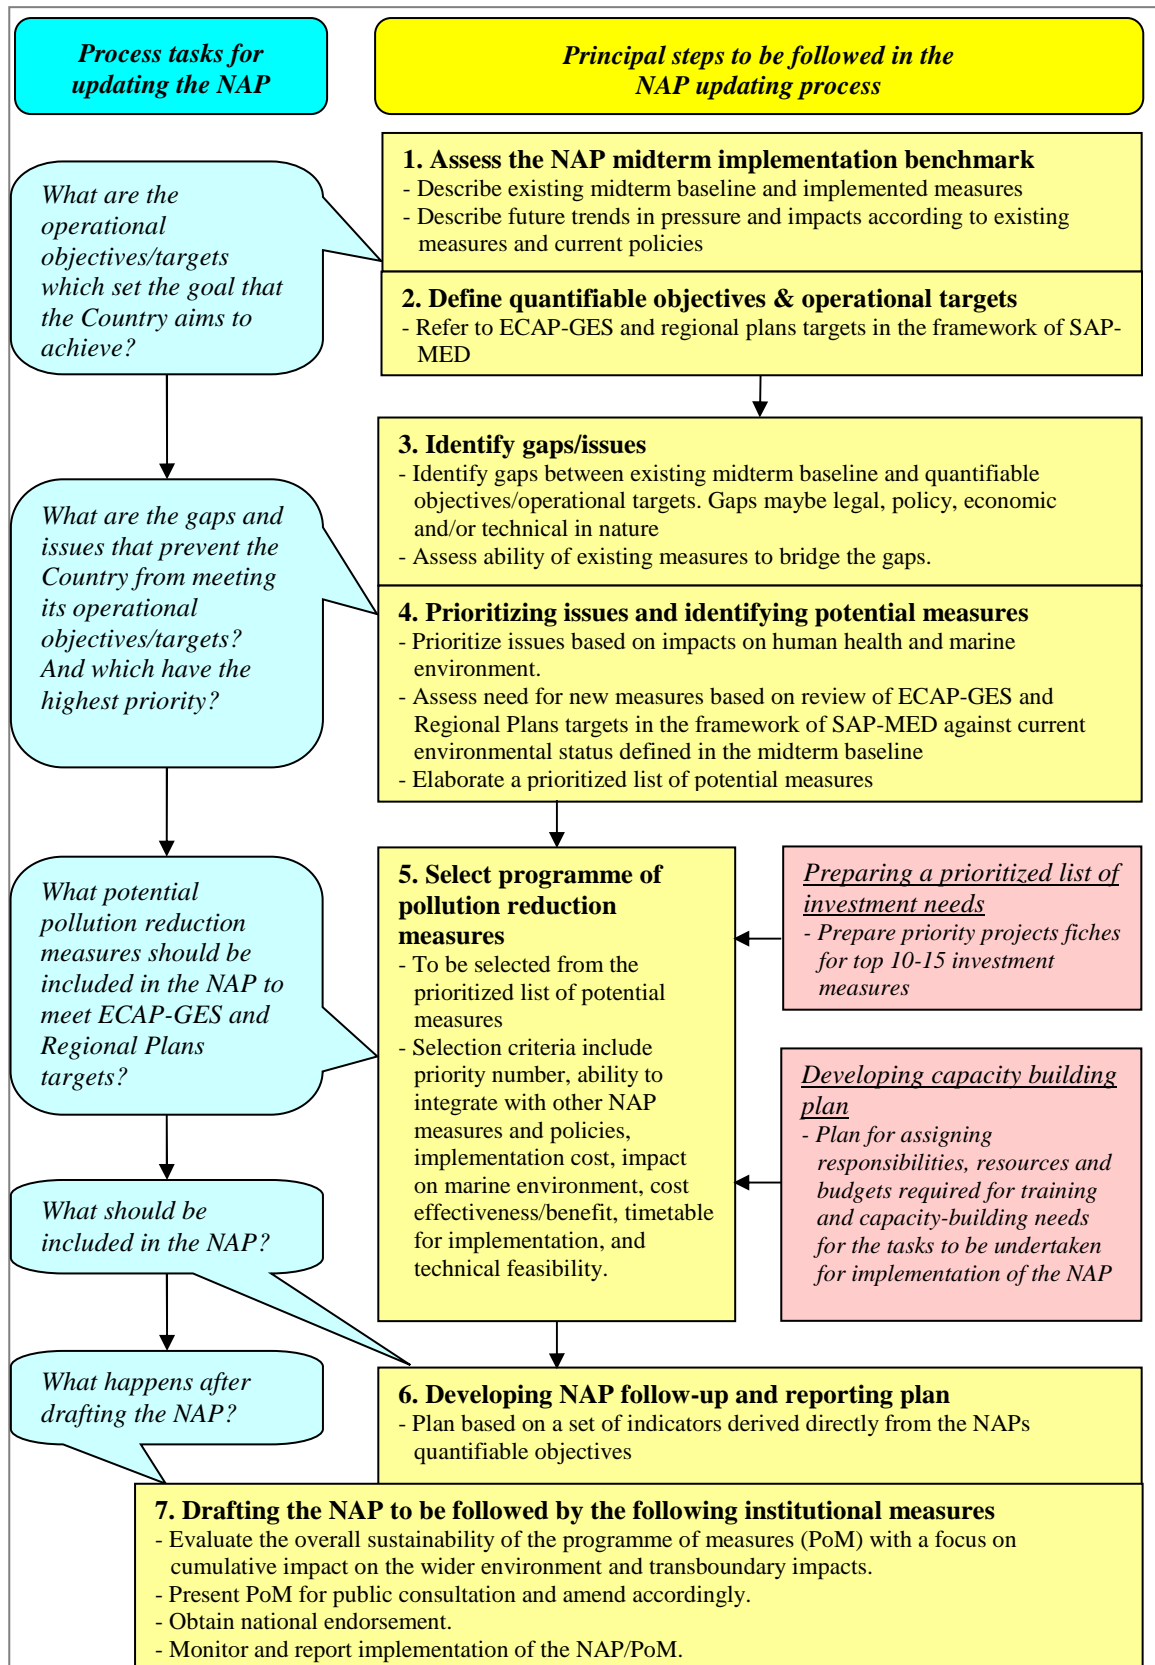 Process tasks for
updating the NAP
Principal steps to be followed in the
NAP updating process
What are the
operational
objectives/targets
which set the goal that
the Country aims to
achieve?
1. Assess the NAP midterm implementation benchmark
- Describe existing midterm baseline and implemented measures
- Describe future trends in pressure and impacts according to existing
measures and current policies
2. Define quantifiable objectives & operational targets
- Refer to ECAP-GES and regional plans targets in the framework of SAP-
MED
What are the gaps and
issues that prevent the
Country from meeting
its operational
objectives/targets?
And which have the
highest priority?
3. Identify gaps/issues
- Identify gaps between existing midterm baseline and quantifiable
objectives/operational targets. Gaps maybe legal, policy, economic
and/or technical in nature
- Assess ability of existing measures to bridge the gaps.
4. Prioritizing issues and identifying potential measures
- Prioritize issues based on impacts on human health and marine
environment.
- Assess need for new measures based on review of ECAP-GES and
Regional Plans targets in the framework of SAP-MED against current
environmental status defined in the midterm baseline
- Elaborate a prioritized list of potential measures
What potential
pollution reduction
measures should be
included in the NAP to
meet ECAP-GES and
Regional Plans
targets?
5. Select programme of
pollution reduction
measures
- To be selected from the
prioritized list of potential
measures
- Selection criteria include
priority number, ability to
integrate with other NAP
measures and policies,
implementation cost, impact
on marine environment, cost
effectiveness/benefit, timetable
for implementation, and
technical feasibility.
Preparing a prioritized list of
investment needs
- Prepare priority projects fiches
for top 10-15 investment
measures
Developing capacity building
plan
- Plan for assigning
responsibilities, resources and
budgets required for training
and capacity-building needs
for the tasks to be undertaken
for implementation of the NAP
What should be
included in the NAP?
6. Developing NAP follow-up and reporting plan
- Plan based on a set of indicators derived directly from the NAPs
quantifiable objectives
What happens after
drafting the NAP?
7. Drafting the NAP to be followed by the following institutional measures
- Evaluate the overall sustainability of the programme of measures (PoM) with a focus on
cumulative impact on the wider environment and transboundary impacts.
- Present PoM for public consultation and amend accordingly.
- Obtain national endorsement.
- Monitor and report implementation of the NAP/PoM.